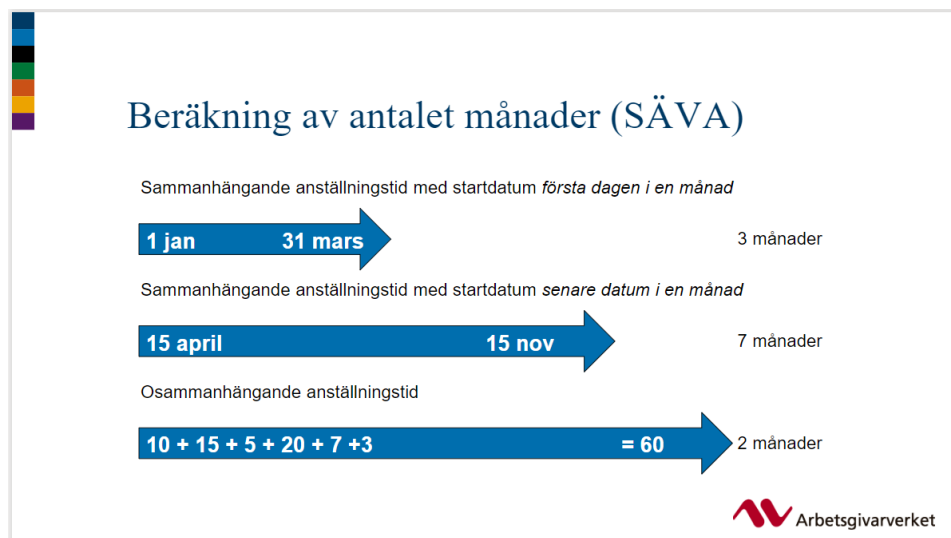 Beräkning av antalet månader (SÄVA)
Sammanhängande anställningstid med startdatum första dagen i en månad
1 jan 31 mars 3 månader
Sammanhängande anställningstid med startdatum senare datum i en månad
15 april 15 nov 7 månader
Osammanhängande anställningstid
10 + 15 + 5 + 20 + 7 +3 = 60 2 månader
Arbetsgivarverket